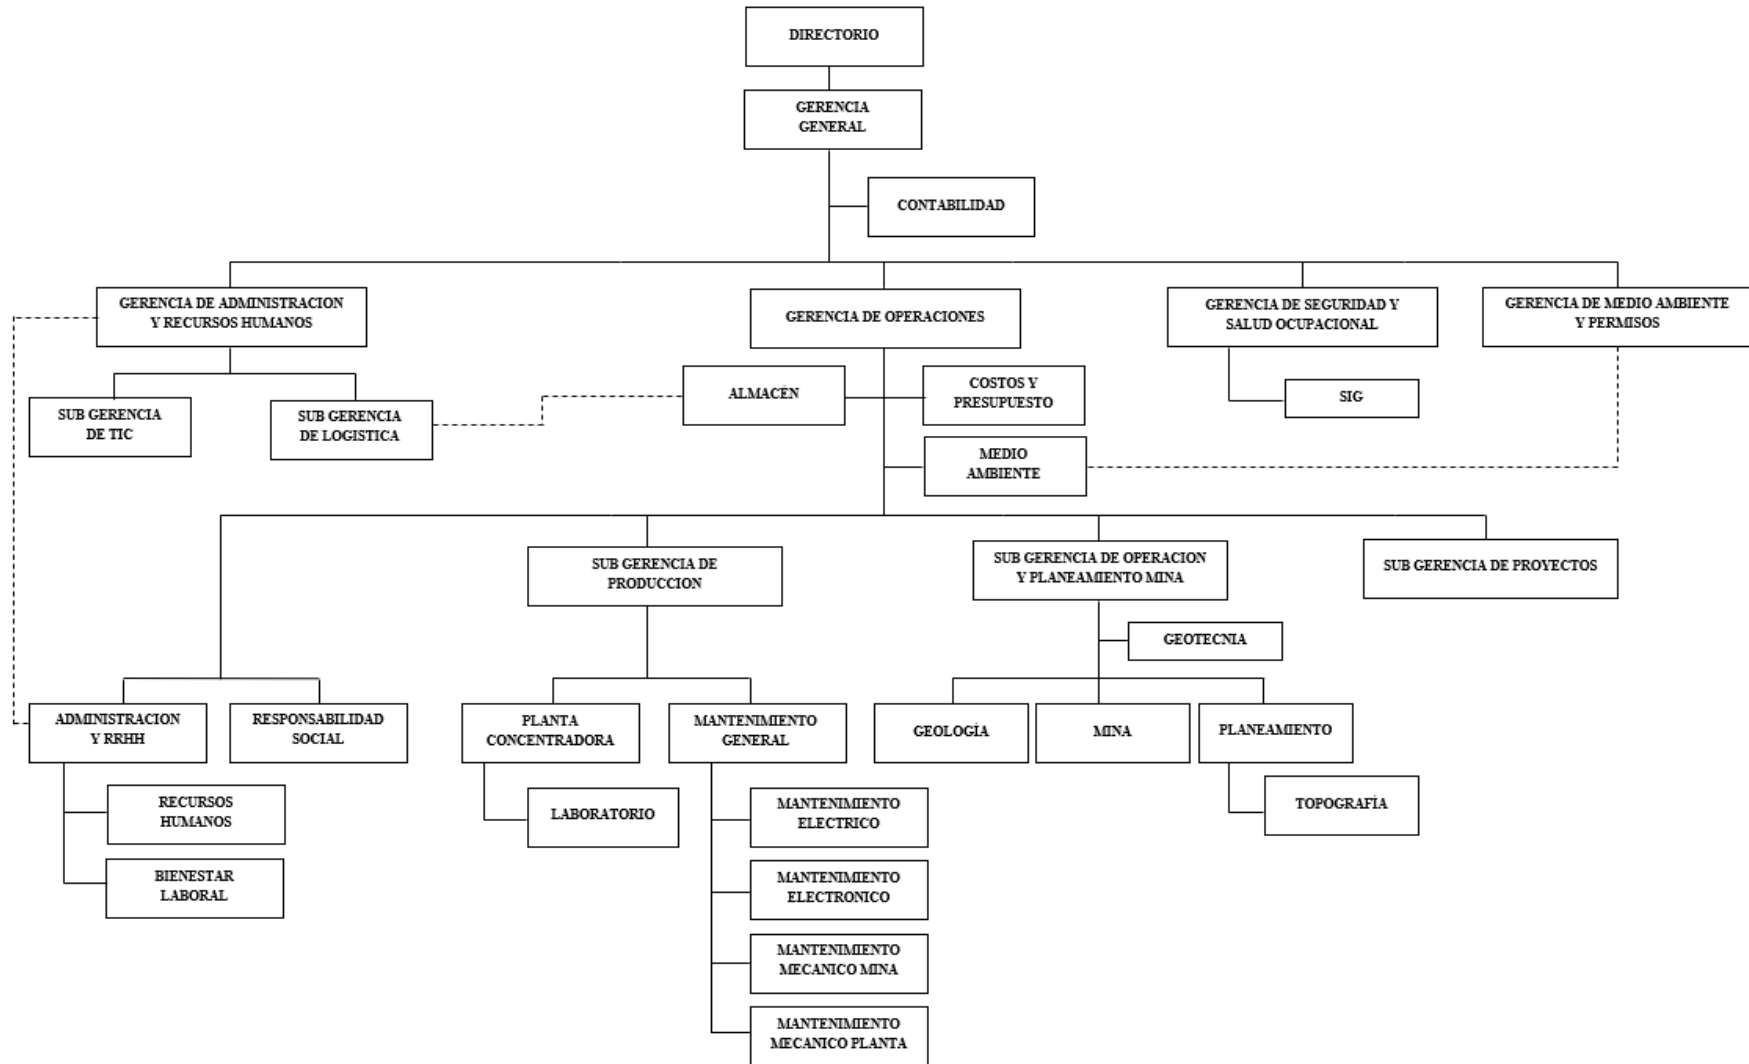 DIRECTORIO
GERENCIA
GENERAL
CONTABILIDAD
GERENCIA DE ADMINISTRACION
Y RECURSOS HUMANOS
GERENCIA DE OPERACIONES
GERENCIA DE SEGURIDAD Y
SALUD OCUPACIONAL
GERENCIA DE MEDIO AMBIENTE
Y PERMISOS
SUB GERENCIA
DE TIC
SUB GERENCIA
DE LOGISTICA
ALMACÉN
COSTOS Y
PRESUPUESTO
SIG
MEDIO
AMBIENTE
SUB GERENCIA DE
PRODUCCION
SUB GERENCIA DE OPERACION
Y PLANEAMIENTO MINA
SUB GERENCIA DE PROYECTOS
GEOTECNIA
ADMINISTRACION
Y RRHH
RESPONSABILIDAD
SOCIAL
PLANTA
CONCENTRADORA
MANTENIMIENTO
GENERAL
GEOLOGÍA
MINA
PLANEAMIENTO
RECURSOS
HUMANOS
LABORATORIO
MANTENIMIENTO
ELECTRICO
TOPOGRAFÍA
BIENESTAR
LABORAL
MANTENIMIENTO
ELECTRONICO
MANTENIMIENTO
MECANICO MINA
MANTENIMIENTO
MECANICO PLANTA